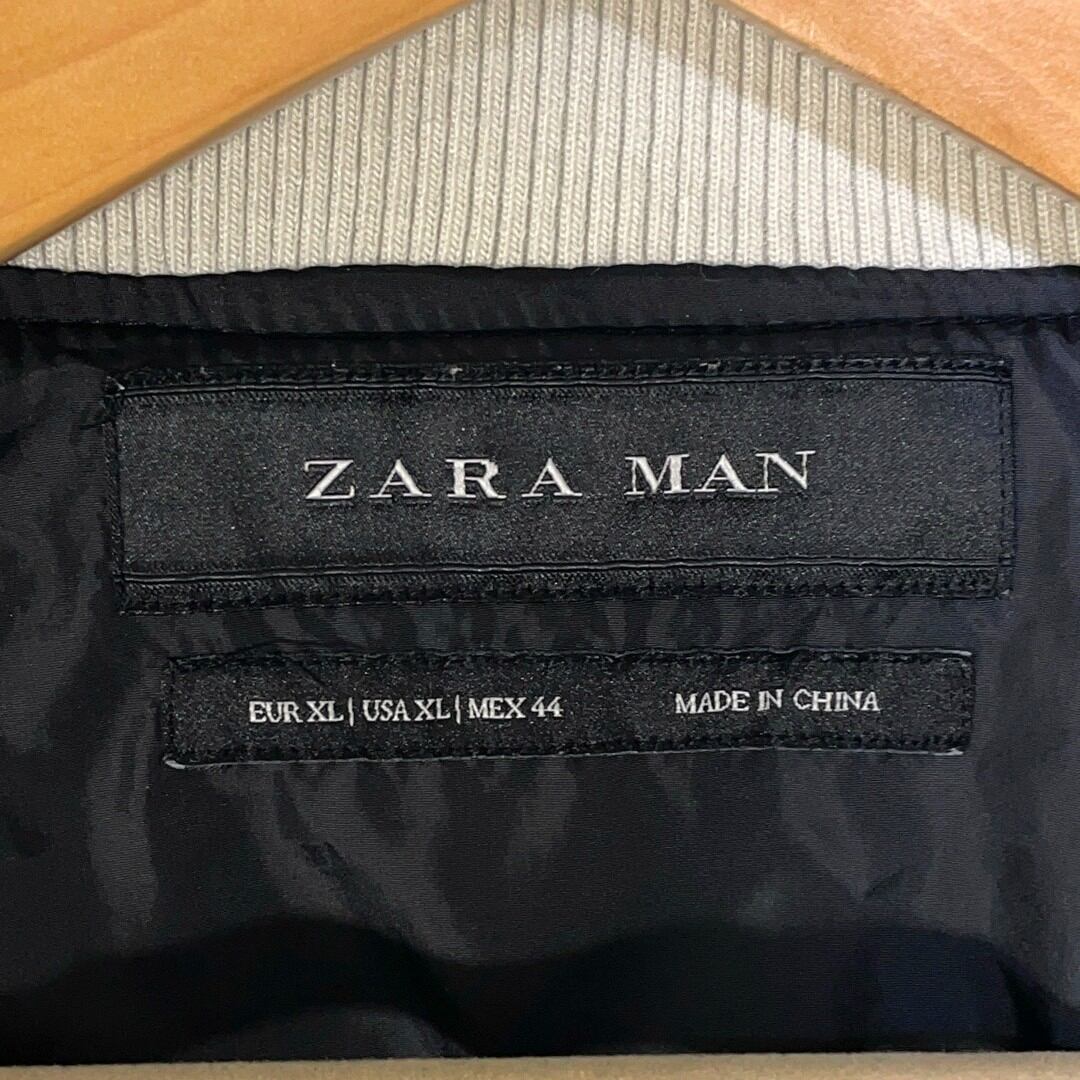 ZARA MAN
EUR XL | USA XL | MEX 44 MADE IN CHINA